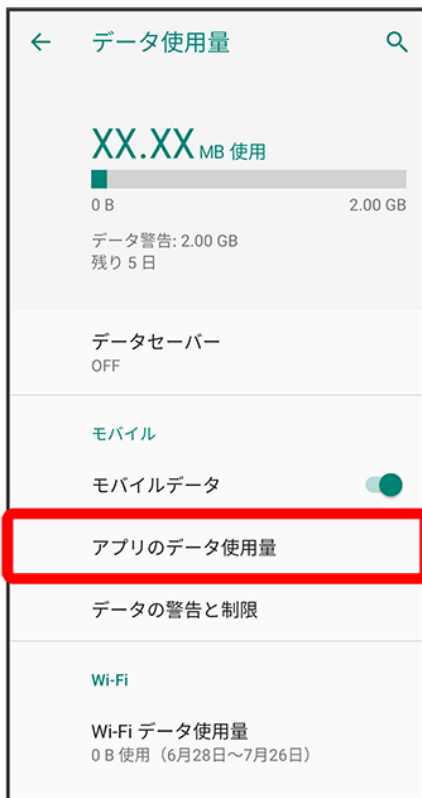 データ使用量
XX.XX MB 使用
0 B 2.00 GB
データ警告: 2.00 GB
残り 5 日
データセーバー
OFF
モバイル
モバイルデータ
アプリのデータ使用量
データの警告と制限
Wi-Fi
Wi-Fi データ使用量
0 B 使用（6月28日～7月26日）